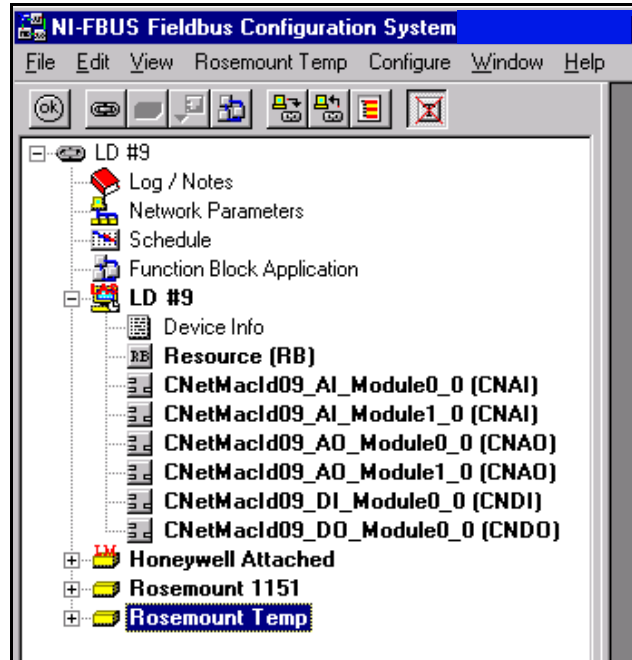 NI-FBUS Fieldbus Configuration System
File Edit View Rosemount Temp Configure Window Help
ok
LD #9
Log / Notes
Network Parameters
Schedule
Function Block Application
LD #9
Device Info
RB Resource (RB)
CNetMacId09_AI_Module0_0 (CNAI)
CNetMacId09_AI_Module1_0 (CNAI)
CNetMacId09_AO_Module0_0 (CNAO)
CNetMacId09_AO_Module1_0 (CNAO)
CNetMacId09_DI_Module0_0 (CNDI)
CNetMacId09_DO_Module0_0 (CNDO)
LM Honeywell Attached
Rosemount 1151
Rosemount Temp